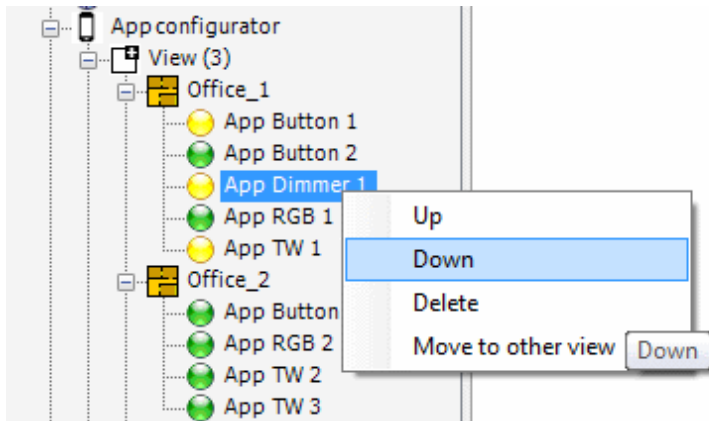 App configurator
View (3)
Office_1
App Button 1
App Button 2
App Dimmer 1
App RGB 1
App TW 1
Office_2
App Button
App RGB 2
App TW 2
App TW 3
Up
Down
Delete
Move to other view
Down